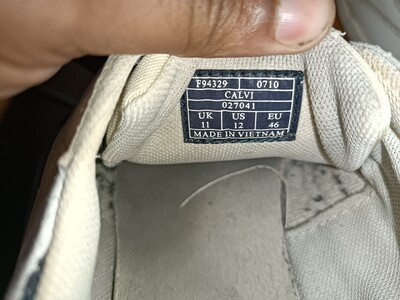 F94329 0710
CALVI
027041
UK US EU
11 12 46
MADE IN VIETNAM